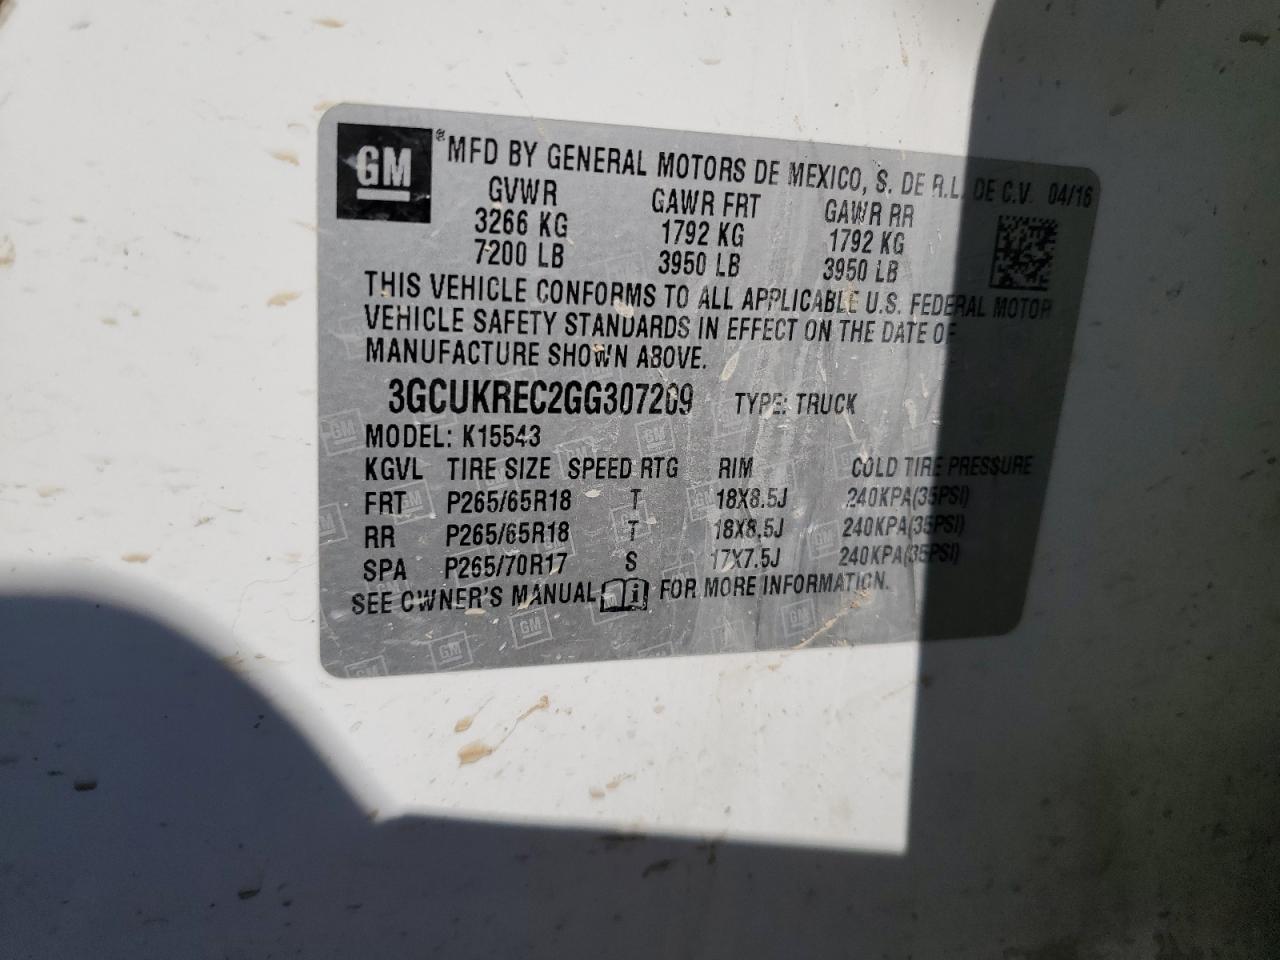 GM ® MFD BY GENERAL MOTORS DE MEXICO, S. DE R.L. DE C.V. 04/16
GVWR GAWR FRT GAWR RR
3266 KG 1792 KG 1792 KG
7200 LB 3950 LB 3950 LB
THIS VEHICLE CONFORMS TO ALL APPLICABLE U.S. FEDERAL MOTOR
VEHICLE SAFETY STANDARDS IN EFFECT ON THE DATE OF
MANUFACTURE SHOWN ABOVE.
3GCUKREC2GG307209 TYPE: TRUCK
MODEL: K15543
KGVL TIRE SIZE SPEED RTG RIM COLD TIRE PRESSURE
FRT P265/65R18 T 18X8.5J 240KPA(35PSI)
RR P265/65R18 T 18X8.5J 240KPA(35PSI)
SPA P265/70R17 S 17X7.5J 240KPA(35PSI)
SEE OWNER'S MANUAL i FOR MORE INFORMATION.